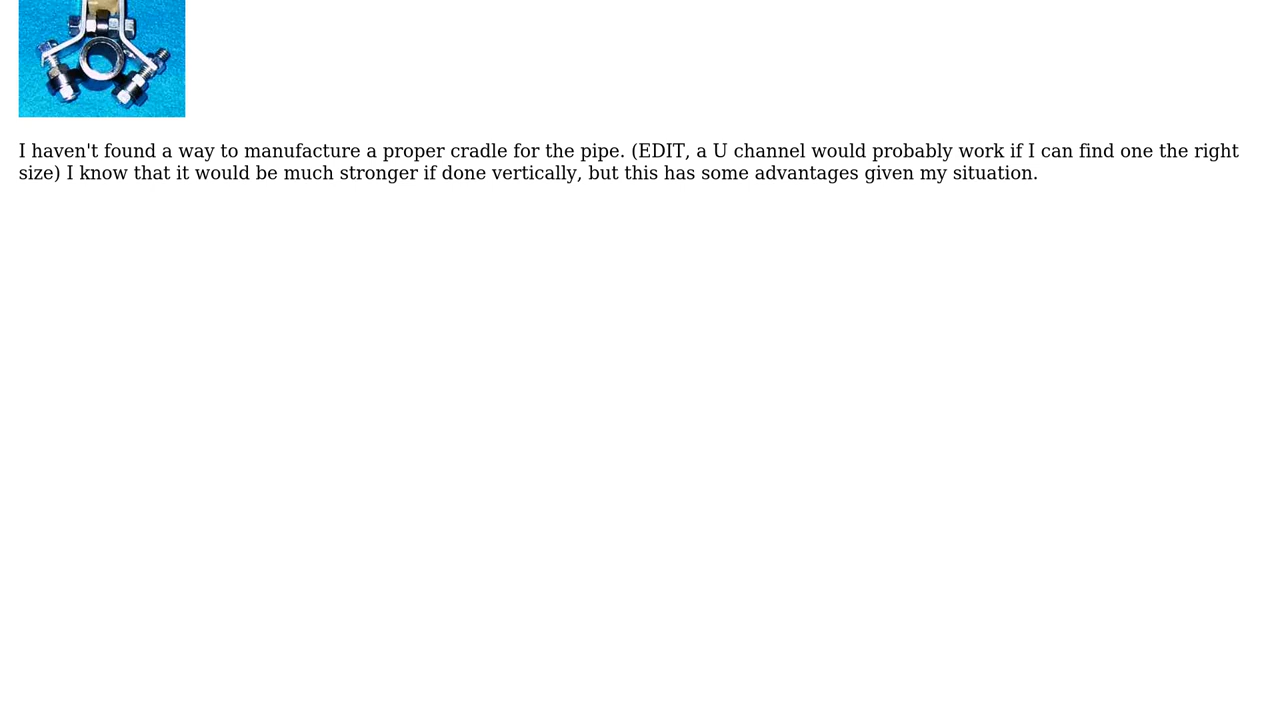 I haven't found a way to manufacture a proper cradle for the pipe. (EDIT, a U channel would probably work if I can find one the right
size) I know that it would be much stronger if done vertically, but this has some advantages given my situation.